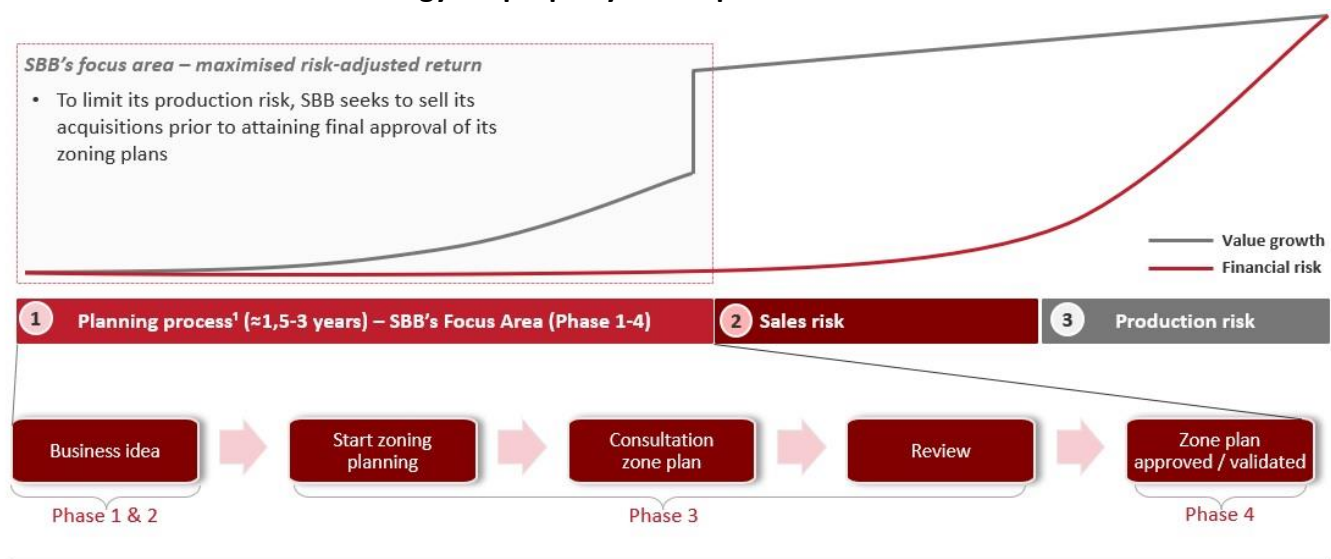 SBB's focus area – maximised risk-adjusted return
• To limit its production risk, SBB seeks to sell its
acquisitions prior to attaining final approval of its
zoning plans
Value growth
Financial risk
1 Planning process¹ (≈1,5-3 years) – SBB's Focus Area (Phase 1-4)
2 Sales risk
3 Production risk
Business idea
Start zoning
planning
Consultation
zone plan
Review
Zone plan
approved / validated
Phase 1 & 2
Phase 3
Phase 4